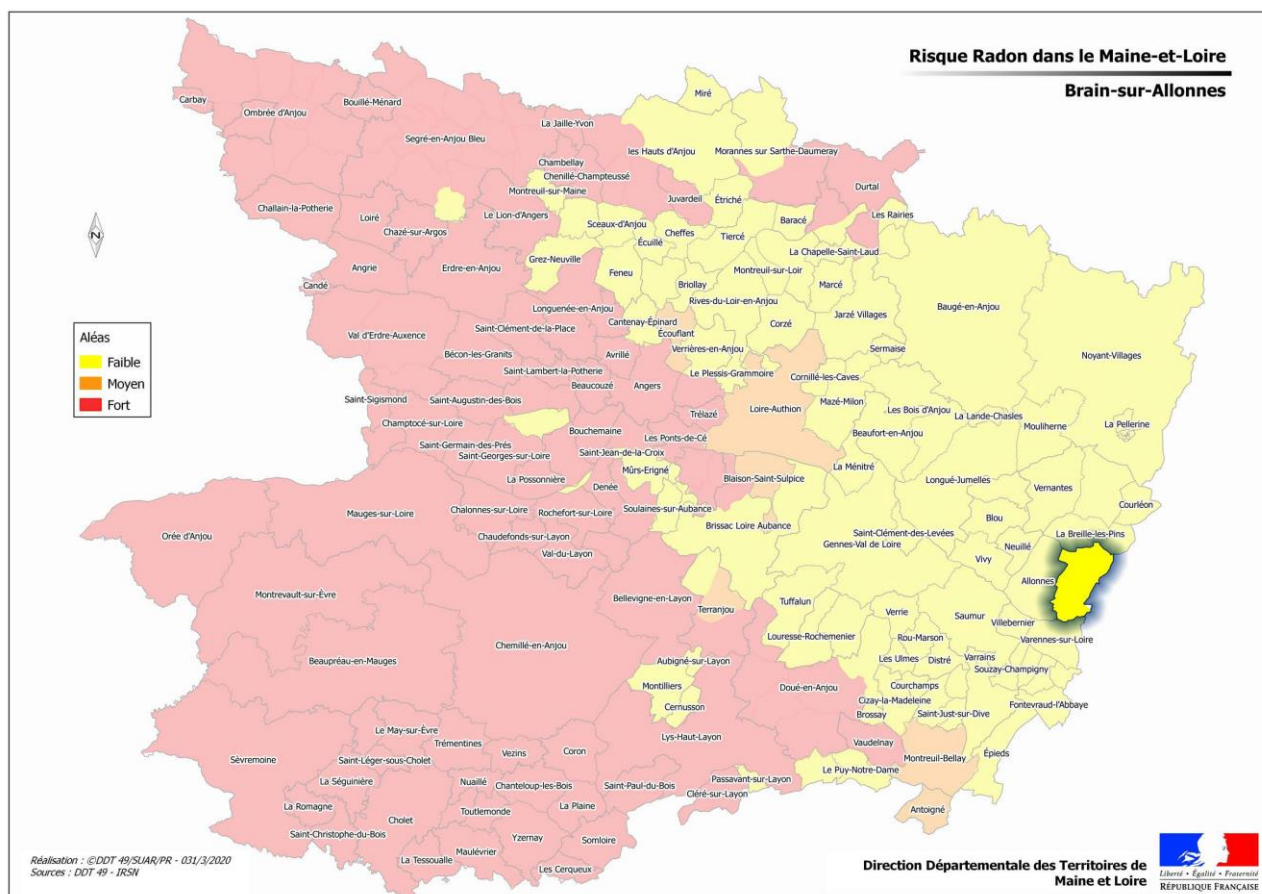 Risque Radon dans le Maine-et-Loire
Brain-sur-Allonnes
Miré
Carbay
Bouillé-Ménard
Ombrée d'Anjou
La Jaille-Yvon
Segré-en-Anjou Bleu
les Hauts d'Anjou
Morannes sur Sarthe-Daumeray
Chambellay
Chenillé-Champteussé
Durtal
Montreuil-sur-Maine
Juvardeil
Étriché
Challain-la-Potherie
Loiré
Le Lion-d'Angers
Les Rairies
Baracé
Sceaux-d'Anjou
Chazé-sur-Argos
Cheffes
Tiercé
Écuillé
La Chapelle-Saint-Laud
Grez-Neuville
Angrie
Erdre-en-Anjou
Feneu
Montreuil-sur-Loir
Briollay
Marcé
Candé
Rives-du-Loir-en-Anjou
Baugé-en-Anjou
Longuenée-en-Anjou
Jarzé Villages
Cantenay-Épinard
Corzé
Saint-Clément-de-la-Place
Val d'Erdre-Auxence
Écouflant
Aléas
Faible
Moyen
Fort
Verrières-en-Anjou
Sermaise
Bécon-les-Granits
Avrillé
Noyant-Villages
Saint-Lambert-la-Potherie
Le Plessis-Grammoire
Cornillé-les-Caves
Beaucouzé
Angers
Saint-Sigismond
Saint-Augustin-des-Bois
Loire-Authion
Mazé-Milon
Trélazé
Les Bois d'Anjou
La Lande-Chasles
Champtocé-sur-Loire
La Pellerine
Mouliherne
Bouchemaine
Beaufort-en-Anjou
Les Ponts-de-Cé
Saint-Germain-des-Prés
Saint-Jean-de-la-Croix
Saint-Georges-sur-Loire
La Ménitré
Mûrs-Erigné
Blaison-Saint-Sulpice
Longué-Jumelles
La Possonnière
Denée
Vernantes
Courléon
Soulaines-sur-Aubance
Mauges-sur-Loire
Chalonnes-sur-Loire
Rochefort-sur-Loire
Blou
Brissac Loire Aubance
Orée d'Anjou
Chaudefonds-sur-Layon
Saint-Clément-des-Levées
La Breille-les-Pins
Gennes-Val de Loire
Neuillé
Val-du-Layon
Vivy
Allonnes
Montrevault-sur-Èvre
Bellevigne-en-Layon
Tuffalun
Terranjou
Verrie
Saumur
Villebernier
Chemillé-en-Anjou
Louresse-Rochemenier
Rou-Marson
Varennes-sur-Loire
Beaupréau-en-Mauges
Aubigné-sur-Layon
Les Ulmes
Distré
Varrains
Souzay-Champigny
Montilliers
Doué-en-Anjou
Courchamps
Cizay-la-Madeleine
Fontevraud-l'Abbaye
Cernusson
Brossay
Saint-Just-sur-Dive
Le May-sur-Èvre
Trémentines
Lys-Haut-Layon
Vaudelnay
Sèvremoine
Vezins
Coron
Montreuil-Bellay
Épieds
Saint-Léger-sous-Cholet
Le Puy-Notre-Dame
La Séguinière
Nuaillé
Chanteloup-les-Bois
Saint-Paul-du-Bois
Passavant-sur-Layon
Cléré-sur-Layon
La Romagne
La Plaine
Toutlemonde
Antoigné
Cholet
Saint-Christophe-du-Bois
Yzernay
Somloire
Maulévrier
La Tessoualle
Les Cerqueux
Réalisation : ©DDT 49/SUAR/PR - 031/3/2020
Sources : DDT 49 - IRSN
Direction Départementale des Territoires de
Maine et Loire
Liberté • Égalité • Fraternité
RÉPUBLIQUE FRANÇAISE
N